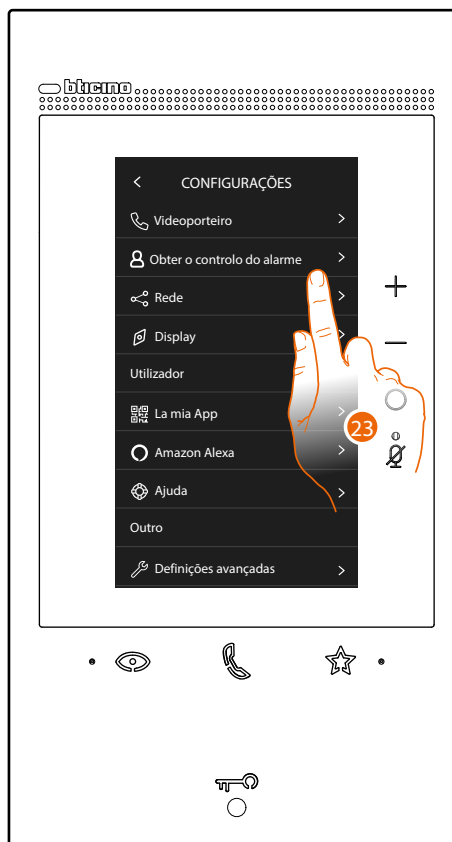 bticino
CONFIGURAÇÕES
Videoporteiro
Obter o controlo do alarme
Rede
Display
Utilizador
La mia App
23
Amazon Alexa
Ajuda
Outro
Definições avançadas